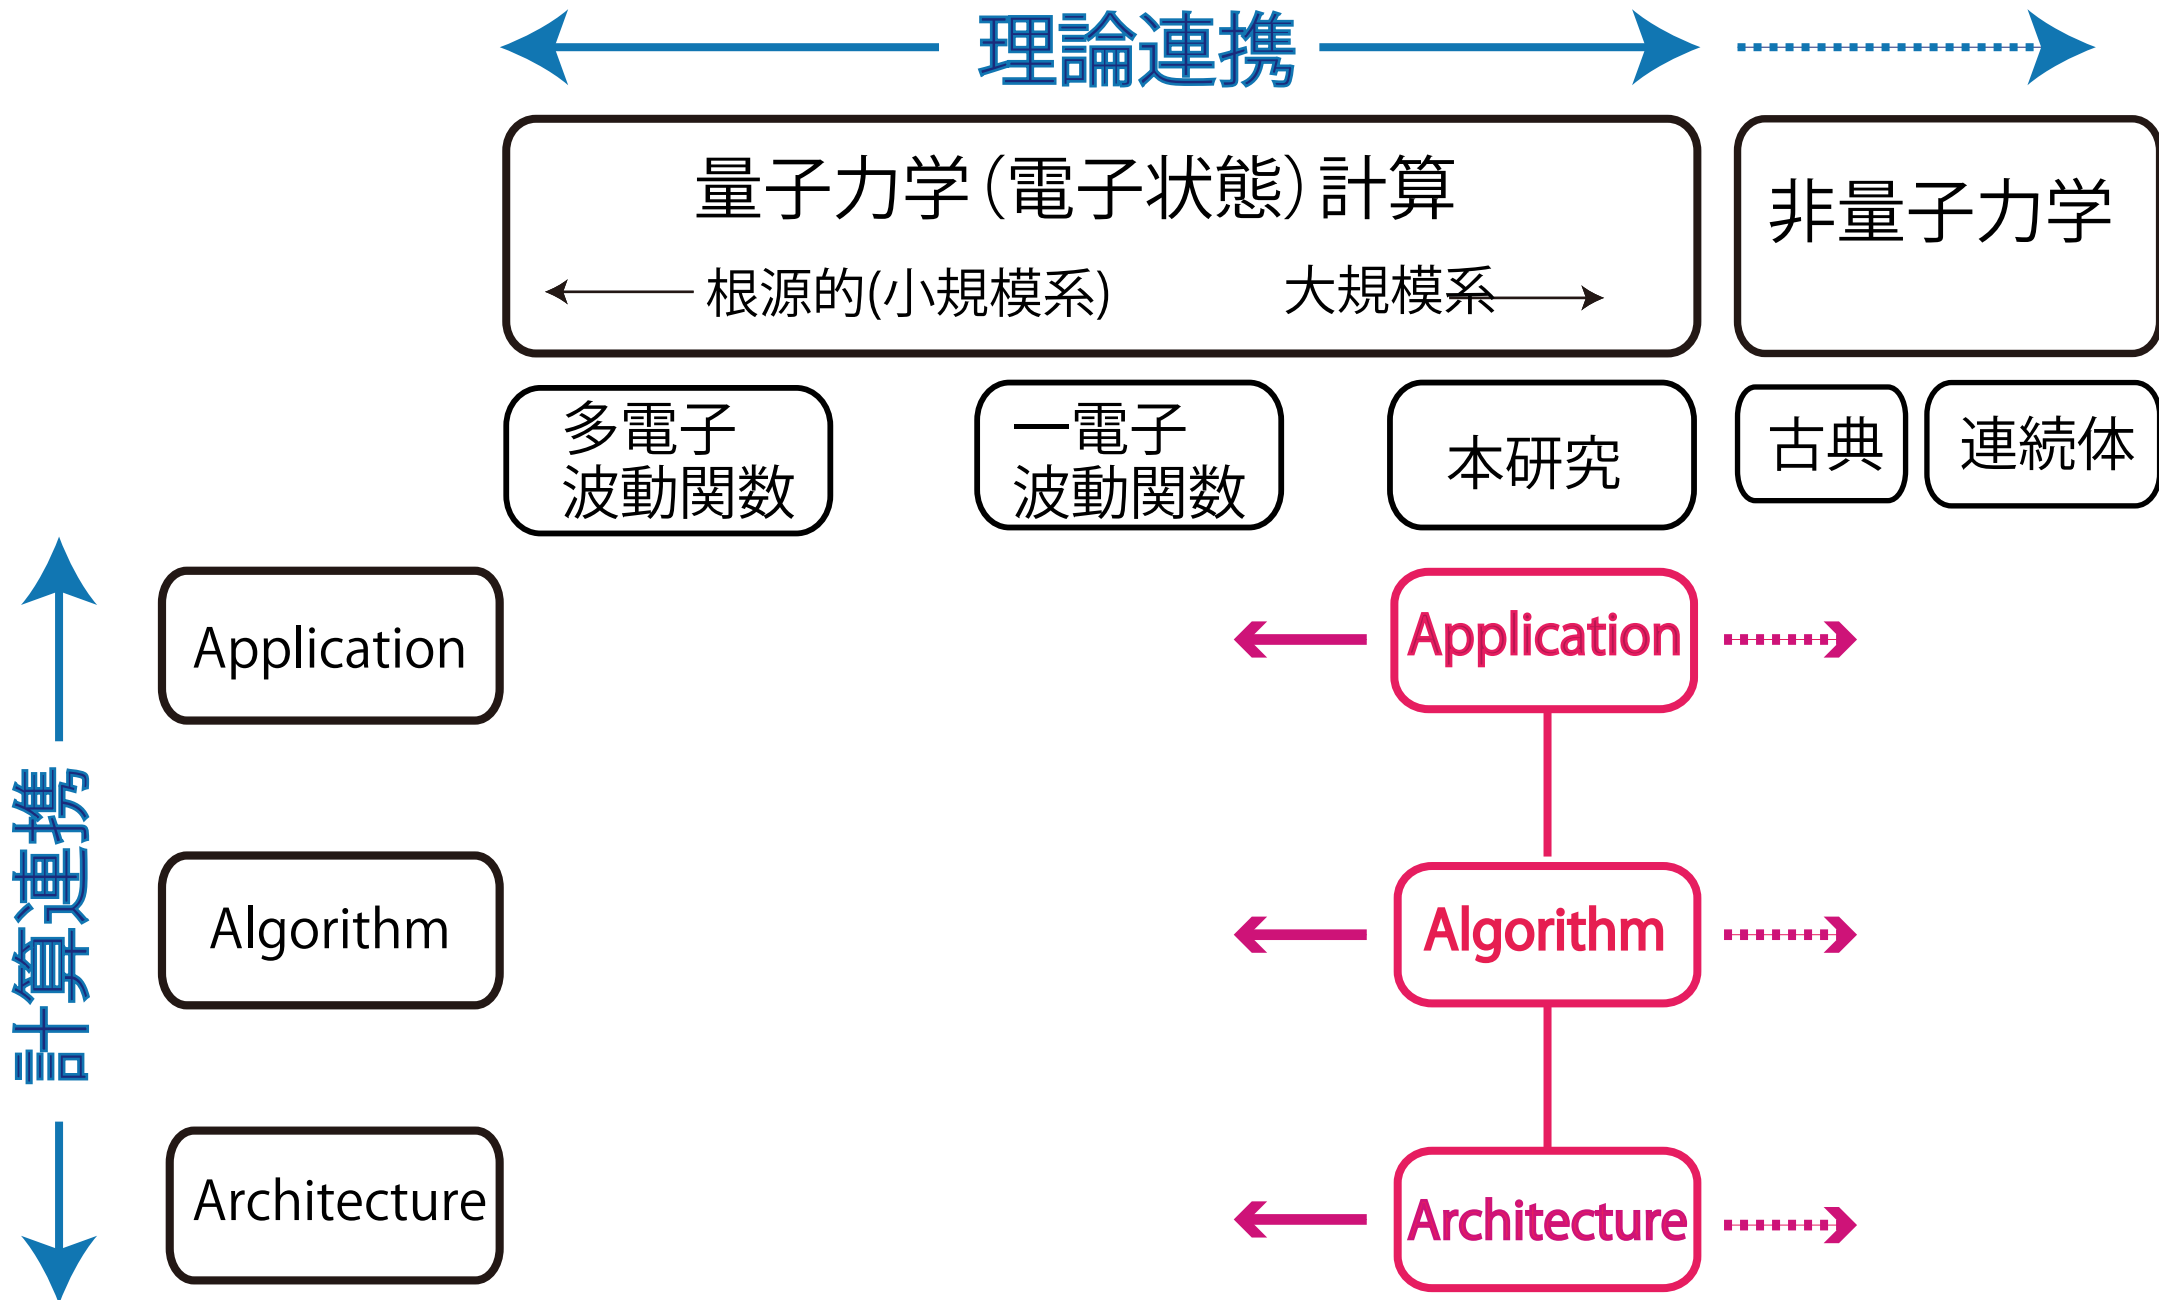 理論連携
量子力学(電子状態)計算
非量子力学
根源的(小規模系)
大規模系
多電子
波動関数
一電子
波動関数
本研究
古典
連続体
計算連携
Application
Application
Algorithm
Algorithm
Architecture
Architecture